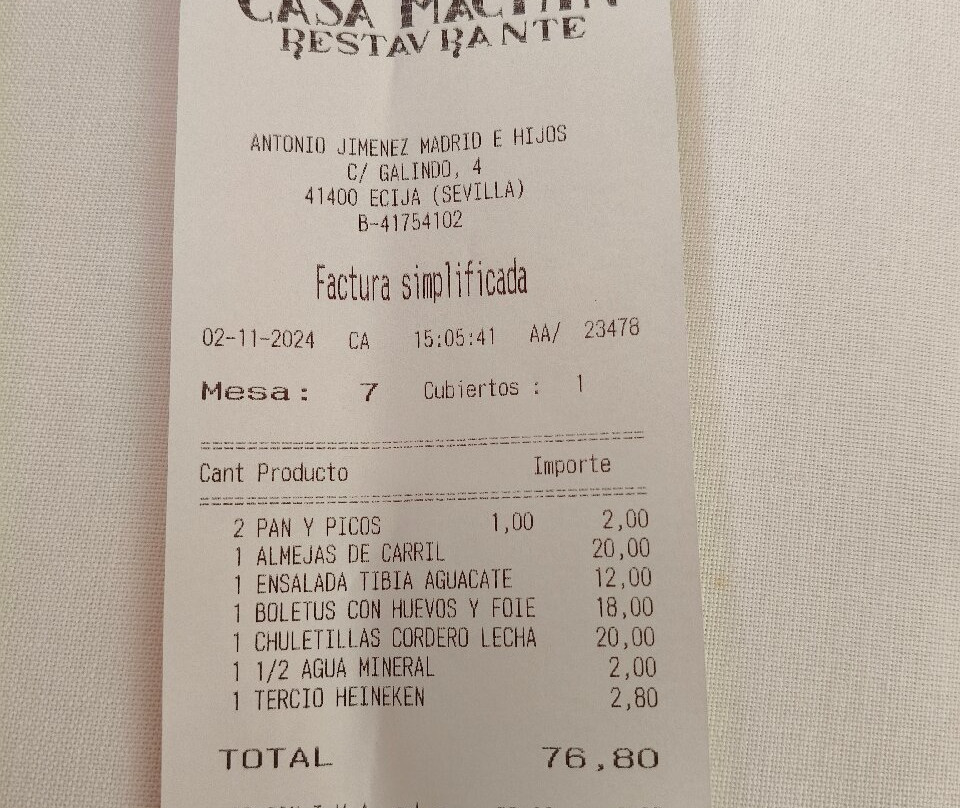 CASA MACHIN
RESTAVRANTE
ANTONIO JIMENEZ MADRID E HIJOS
C/ GALINDO, 4
41400 ECIJA (SEVILLA)
B-41754102
Factura simplificada
02-11-2024 CA 15:05:41 AA/ 23478
Mesa: 7 Cubiertos : 1
Cant Producto Importe
2 PAN Y PICOS 1,00 2,00
1 ALMEJAS DE CARRIL 20,00
1 ENSALADA TIBIA AGUACATE 12,00
1 BOLETUS CON HUEVOS Y FOIE 18,00
1 CHULETILLAS CORDERO LECHA 20,00
1 1/2 AGUA MINERAL 2,00
1 TERCIO HEINEKEN 2,80
TOTAL 76,80